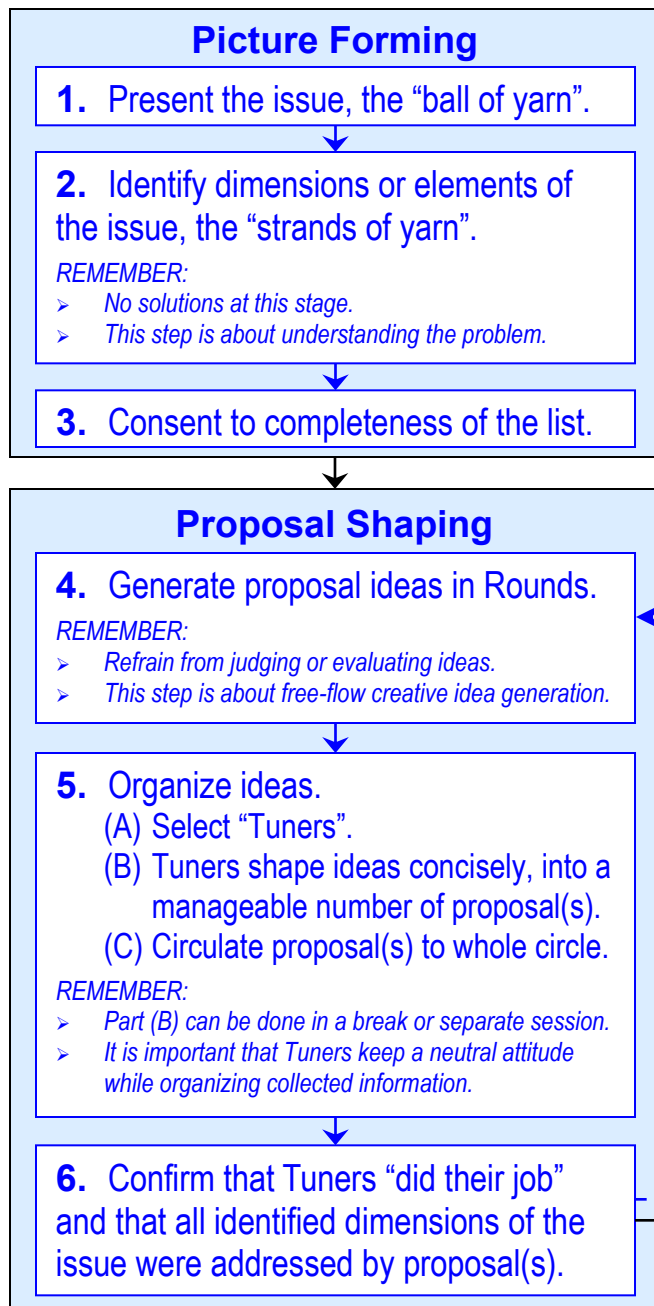 Picture Forming
1. Present the issue, the “ball of yarn”.
2. Identify dimensions or elements of
the issue, the “strands of yarn”.
REMEMBER:
➢ No solutions at this stage.
➢ This step is about understanding the problem.
3. Consent to completeness of the list.
Proposal Shaping
4. Generate proposal ideas in Rounds.
REMEMBER:
➢ Refrain from judging or evaluating ideas.
➢ This step is about free-flow creative idea generation.
5. Organize ideas.
(A) Select “Tuners”.
(B) Tuners shape ideas concisely, into a
manageable number of proposal(s).
(C) Circulate proposal(s) to whole circle.
REMEMBER:
➢ Part (B) can be done in a break or separate session.
➢ It is important that Tuners keep a neutral attitude
while organizing collected information.
6. Confirm that Tuners “did their job”
and that all identified dimensions of the
issue were addressed by proposal(s).